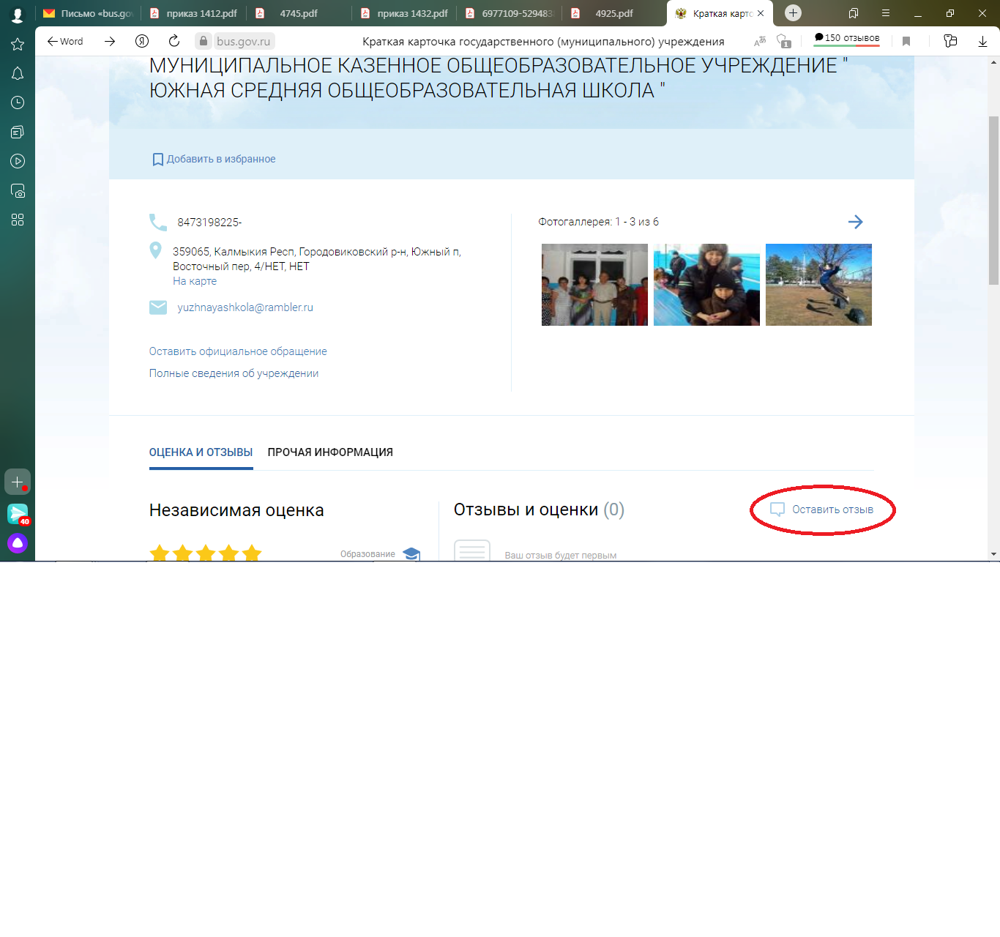 Письмо «bus.gov
приказ 1412.pdf
4745.pdf
приказ 1432.pdf
6977109-529483
4925.pdf
Краткая карто
Word
Я
bus.gov.ru
Краткая карточка государственного (муниципального) учреждения
1
150 отзывов
МУНИЦИПАЛЬНОЕ КАЗЕННОЕ ОБЩЕОБРАЗОВАТЕЛЬНОЕ УЧРЕЖДЕНИЕ "
ЮЖНАЯ СРЕДНЯЯ ОБЩЕОБРАЗОВАТЕЛЬНАЯ ШКОЛА "
Добавить в избранное
8473198225-
359065, Калмыкия Респ, Городовиковский р-н, Южный п,
Восточный пер, 4/НЕТ, НЕТ
На карте
yuzhnayashkola@rambler.ru
Оставить официальное обращение
Полные сведения об учреждении
Фотогаллерея: 1 - 3 из 6
ОЦЕНКА И ОТЗЫВЫ
ПРОЧАЯ ИНФОРМАЦИЯ
Независимая оценка
Образование
Отзывы и оценки (0)
Оставить отзыв
Ваш отзыв будет первым
40